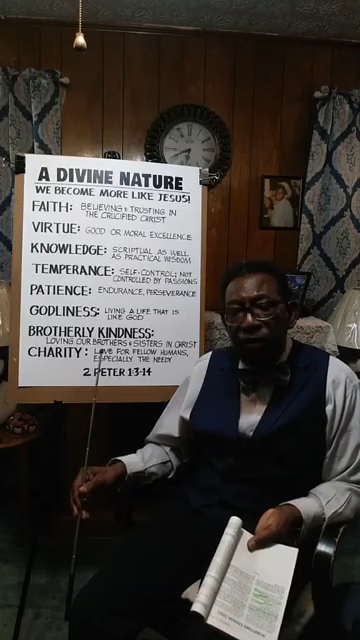 A DIVINE NATURE
WE BECOME MORE LIKE JESUS!
FAITH: BELIEVING & TRUSTING IN
THE CRUCIFIED CHRIST
VIRTUE: GOOD OR MORAL EXCELLENCE
KNOWLEDGE: SCRIPTUAL AS WELL
AS PRACTICAL WISDOM
TEMPERANCE: SELF-CONTROL; NOT
CONTROLLED BY PASSIONS
PATIENCE: ENDURANCE, PERSEVERANCE
GODLINESS: LIVING A LIFE THAT IS
LIKE GOD
BROTHERLY KINDNESS:
LOVING OUR BROTHERS & SISTERS IN CHRIST
CHARITY: LOVE FOR FELLOW HUMANS,
ESPECIALLY THE NEEDY
2 PETER 1:3-14